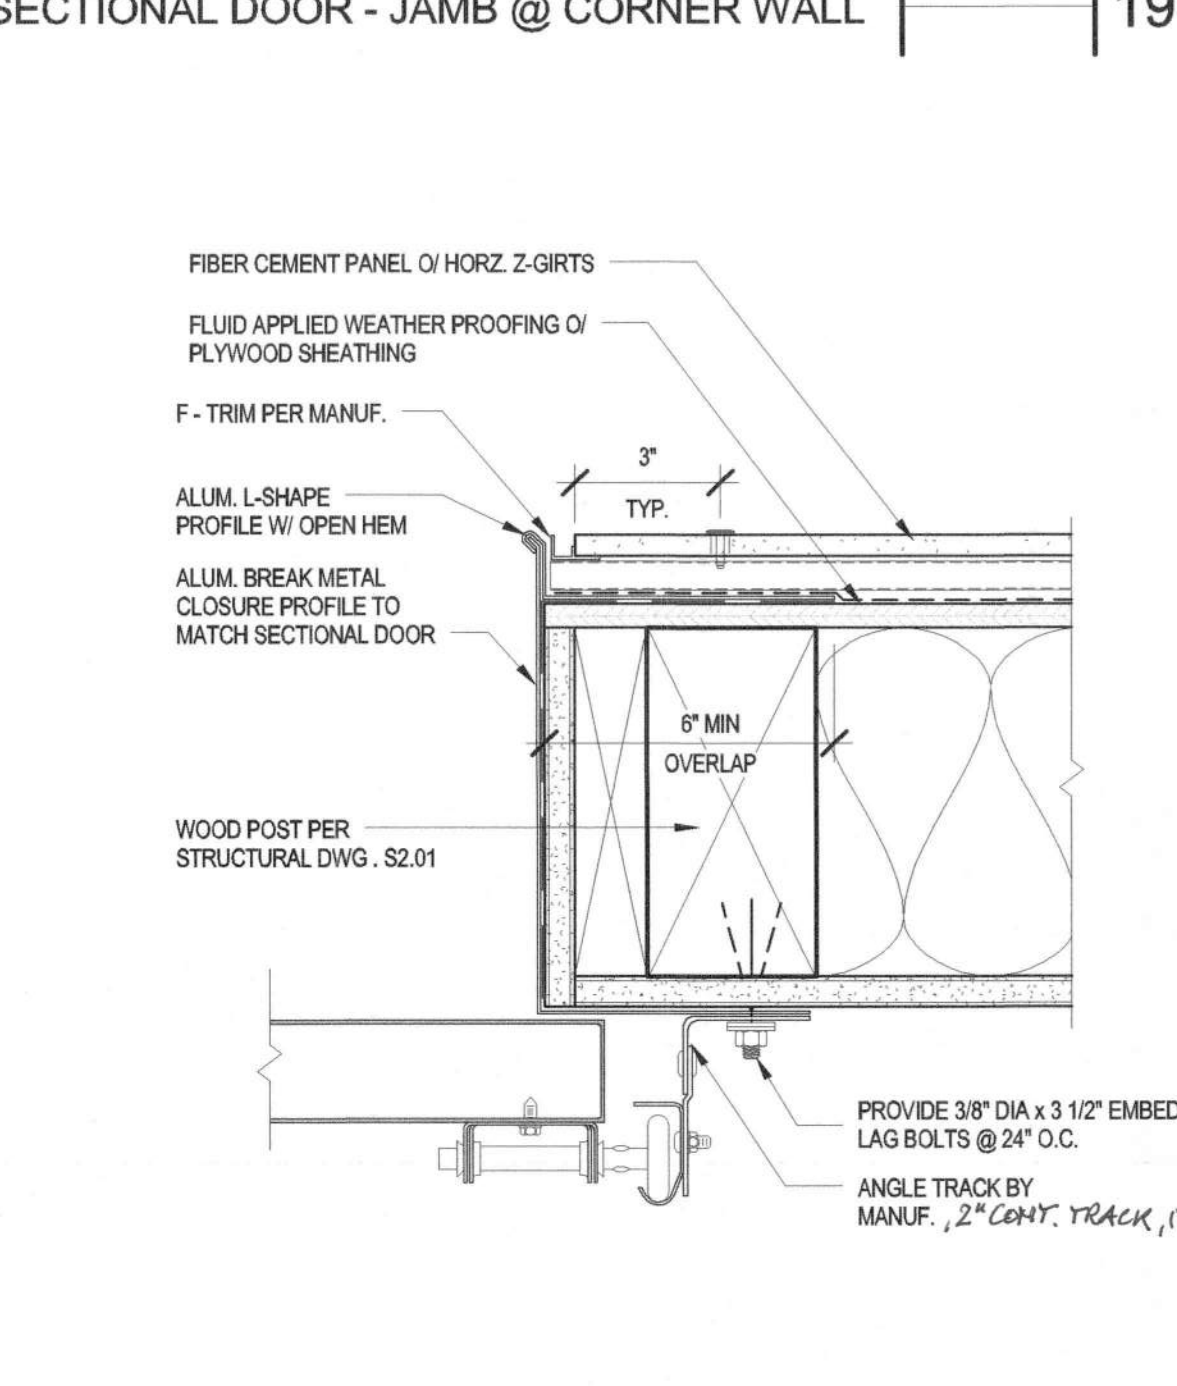 SECTIONAL DOOR - JAMB @ CORNER WALL
19
FIBER CEMENT PANEL O/ HORZ. Z-GIRTS
FLUID APPLIED WEATHER PROOFING O/
PLYWOOD SHEATHING
F - TRIM PER MANUF.
3"
TYP.
ALUM. L-SHAPE
PROFILE W/ OPEN HEM
ALUM. BREAK METAL
CLOSURE PROFILE TO
MATCH SECTIONAL DOOR
6" MIN
OVERLAP
WOOD POST PER
STRUCTURAL DWG . S2.01
PROVIDE 3/8" DIA x 3 1/2" EMBED
LAG BOLTS @ 24" O.C.
ANGLE TRACK BY
MANUF. , 2" CONT. TRACK,